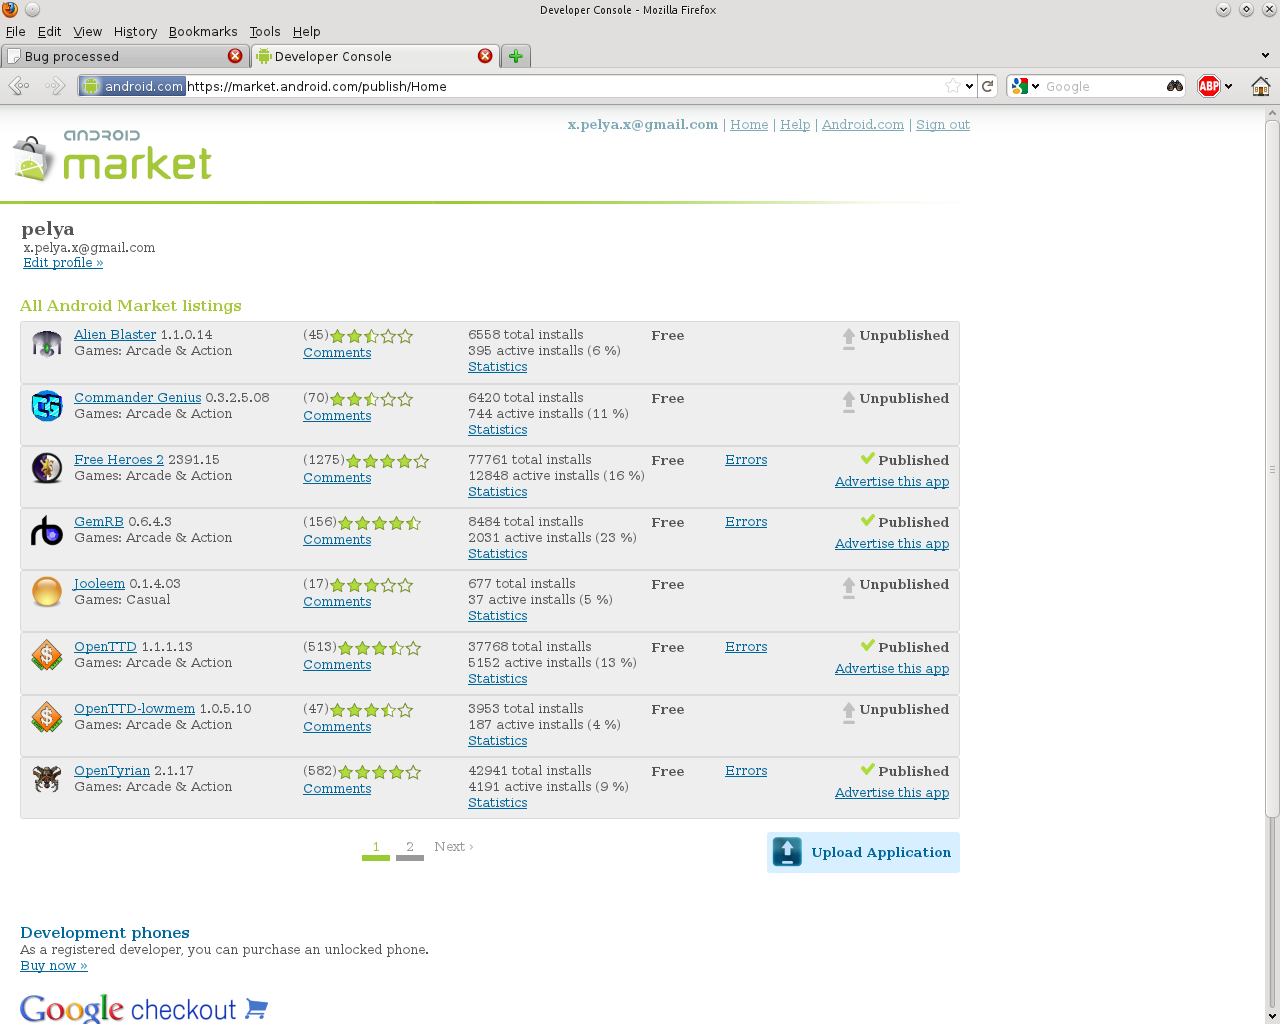 Developer Console - Mozilla Firefox
File Edit View History Bookmarks Tools Help
Bug processed
Developer Console
android.com https://market.android.com/publish/Home
Google
ABP
x.pelya.x@gmail.com | Home | Help | Android.com | Sign out
ANDROID
market
pelya
x.pelya.x@gmail.com
Edit profile »
All Android Market listings
Alien Blaster 1.1.0.14 (45) 6558 total installs Free Unpublished
Games: Arcade & Action Comments 395 active installs (6 %)
Statistics
Commander Genius 0.3.2.5.08 (70) 6420 total installs Free Unpublished
Games: Arcade & Action Comments 744 active installs (11 %)
Statistics
Free Heroes 2 2391.15 (1275) 77761 total installs Free Errors Published
Games: Arcade & Action Comments 12848 active installs (16 %)
Statistics Advertise this app
GemRB 0.6.4.3 (156) 8484 total installs Free Errors Published
Games: Arcade & Action Comments 2031 active installs (23 %)
Statistics Advertise this app
Jooleem 0.1.4.03 (17) 677 total installs Free Unpublished
Games: Casual Comments 37 active installs (5 %)
Statistics
OpenTTD 1.1.1.13 (513) 37768 total installs Free Errors Published
Games: Arcade & Action Comments 5152 active installs (13 %)
Statistics Advertise this app
OpenTTD-lowmem 1.0.5.10 (47) 3953 total installs Free Unpublished
Games: Arcade & Action Comments 187 active installs (4 %)
Statistics
OpenTyrian 2.1.17 (582) 42941 total installs Free Errors Published
Games: Arcade & Action Comments 4191 active installs (9 %)
Statistics Advertise this app
1 2 Next ›
Upload Application
Development phones
As a registered developer, you can purchase an unlocked phone.
Buy now »
Google checkout